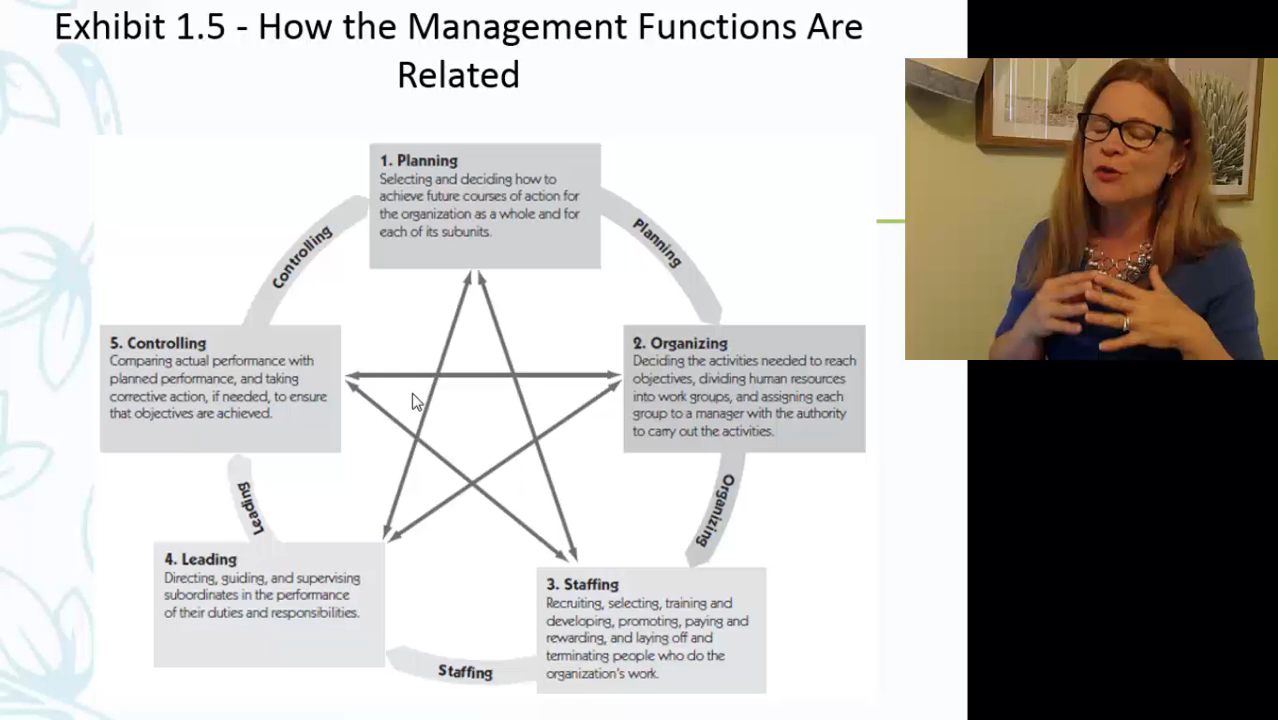 Exhibit 1.5 - How the Management Functions Are
Related
1. Planning
Selecting and deciding how to
achieve future courses of action for
the organization as a whole and for
each of its subunits.
Controlling
Planning
5. Controlling
Comparing actual performance with
planned performance, and taking
corrective action, if needed, to ensure
that objectives are achieved.
2. Organizing
Deciding the activities needed to reach
objectives, dividing human resources
into work groups, and assigning each
group to a manager with the authority
to carry out the activities.
Leading
Organizing
4. Leading
Directing, guiding, and supervising
subordinates in the performance
of their duties and responsibilities.
3. Staffing
Recruiting, selecting, training and
developing, promoting, paying and
rewarding, and laying off and
terminating people who do the
organization's work.
Staffing